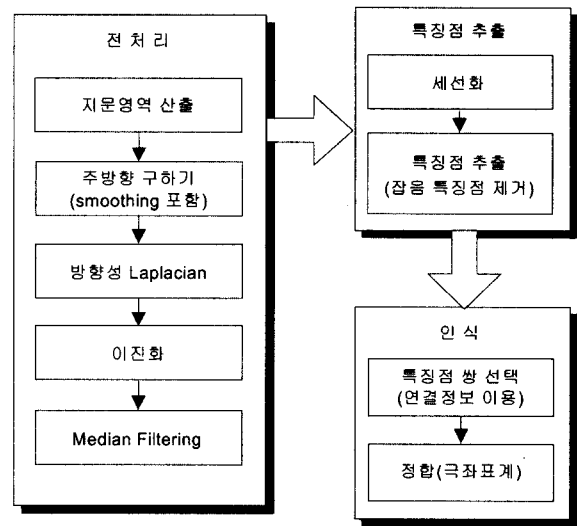 전 처 리
지문영역 산출
주방향 구하기
(smoothing 포함)
방향성 Laplacian
이진화
Median Filtering
특징점 추출
세선화
특징점 추출
(잡음 특징점 제거)
인 식
특징점 쌍 선택
(연결정보 이용)
정합(극좌표계)